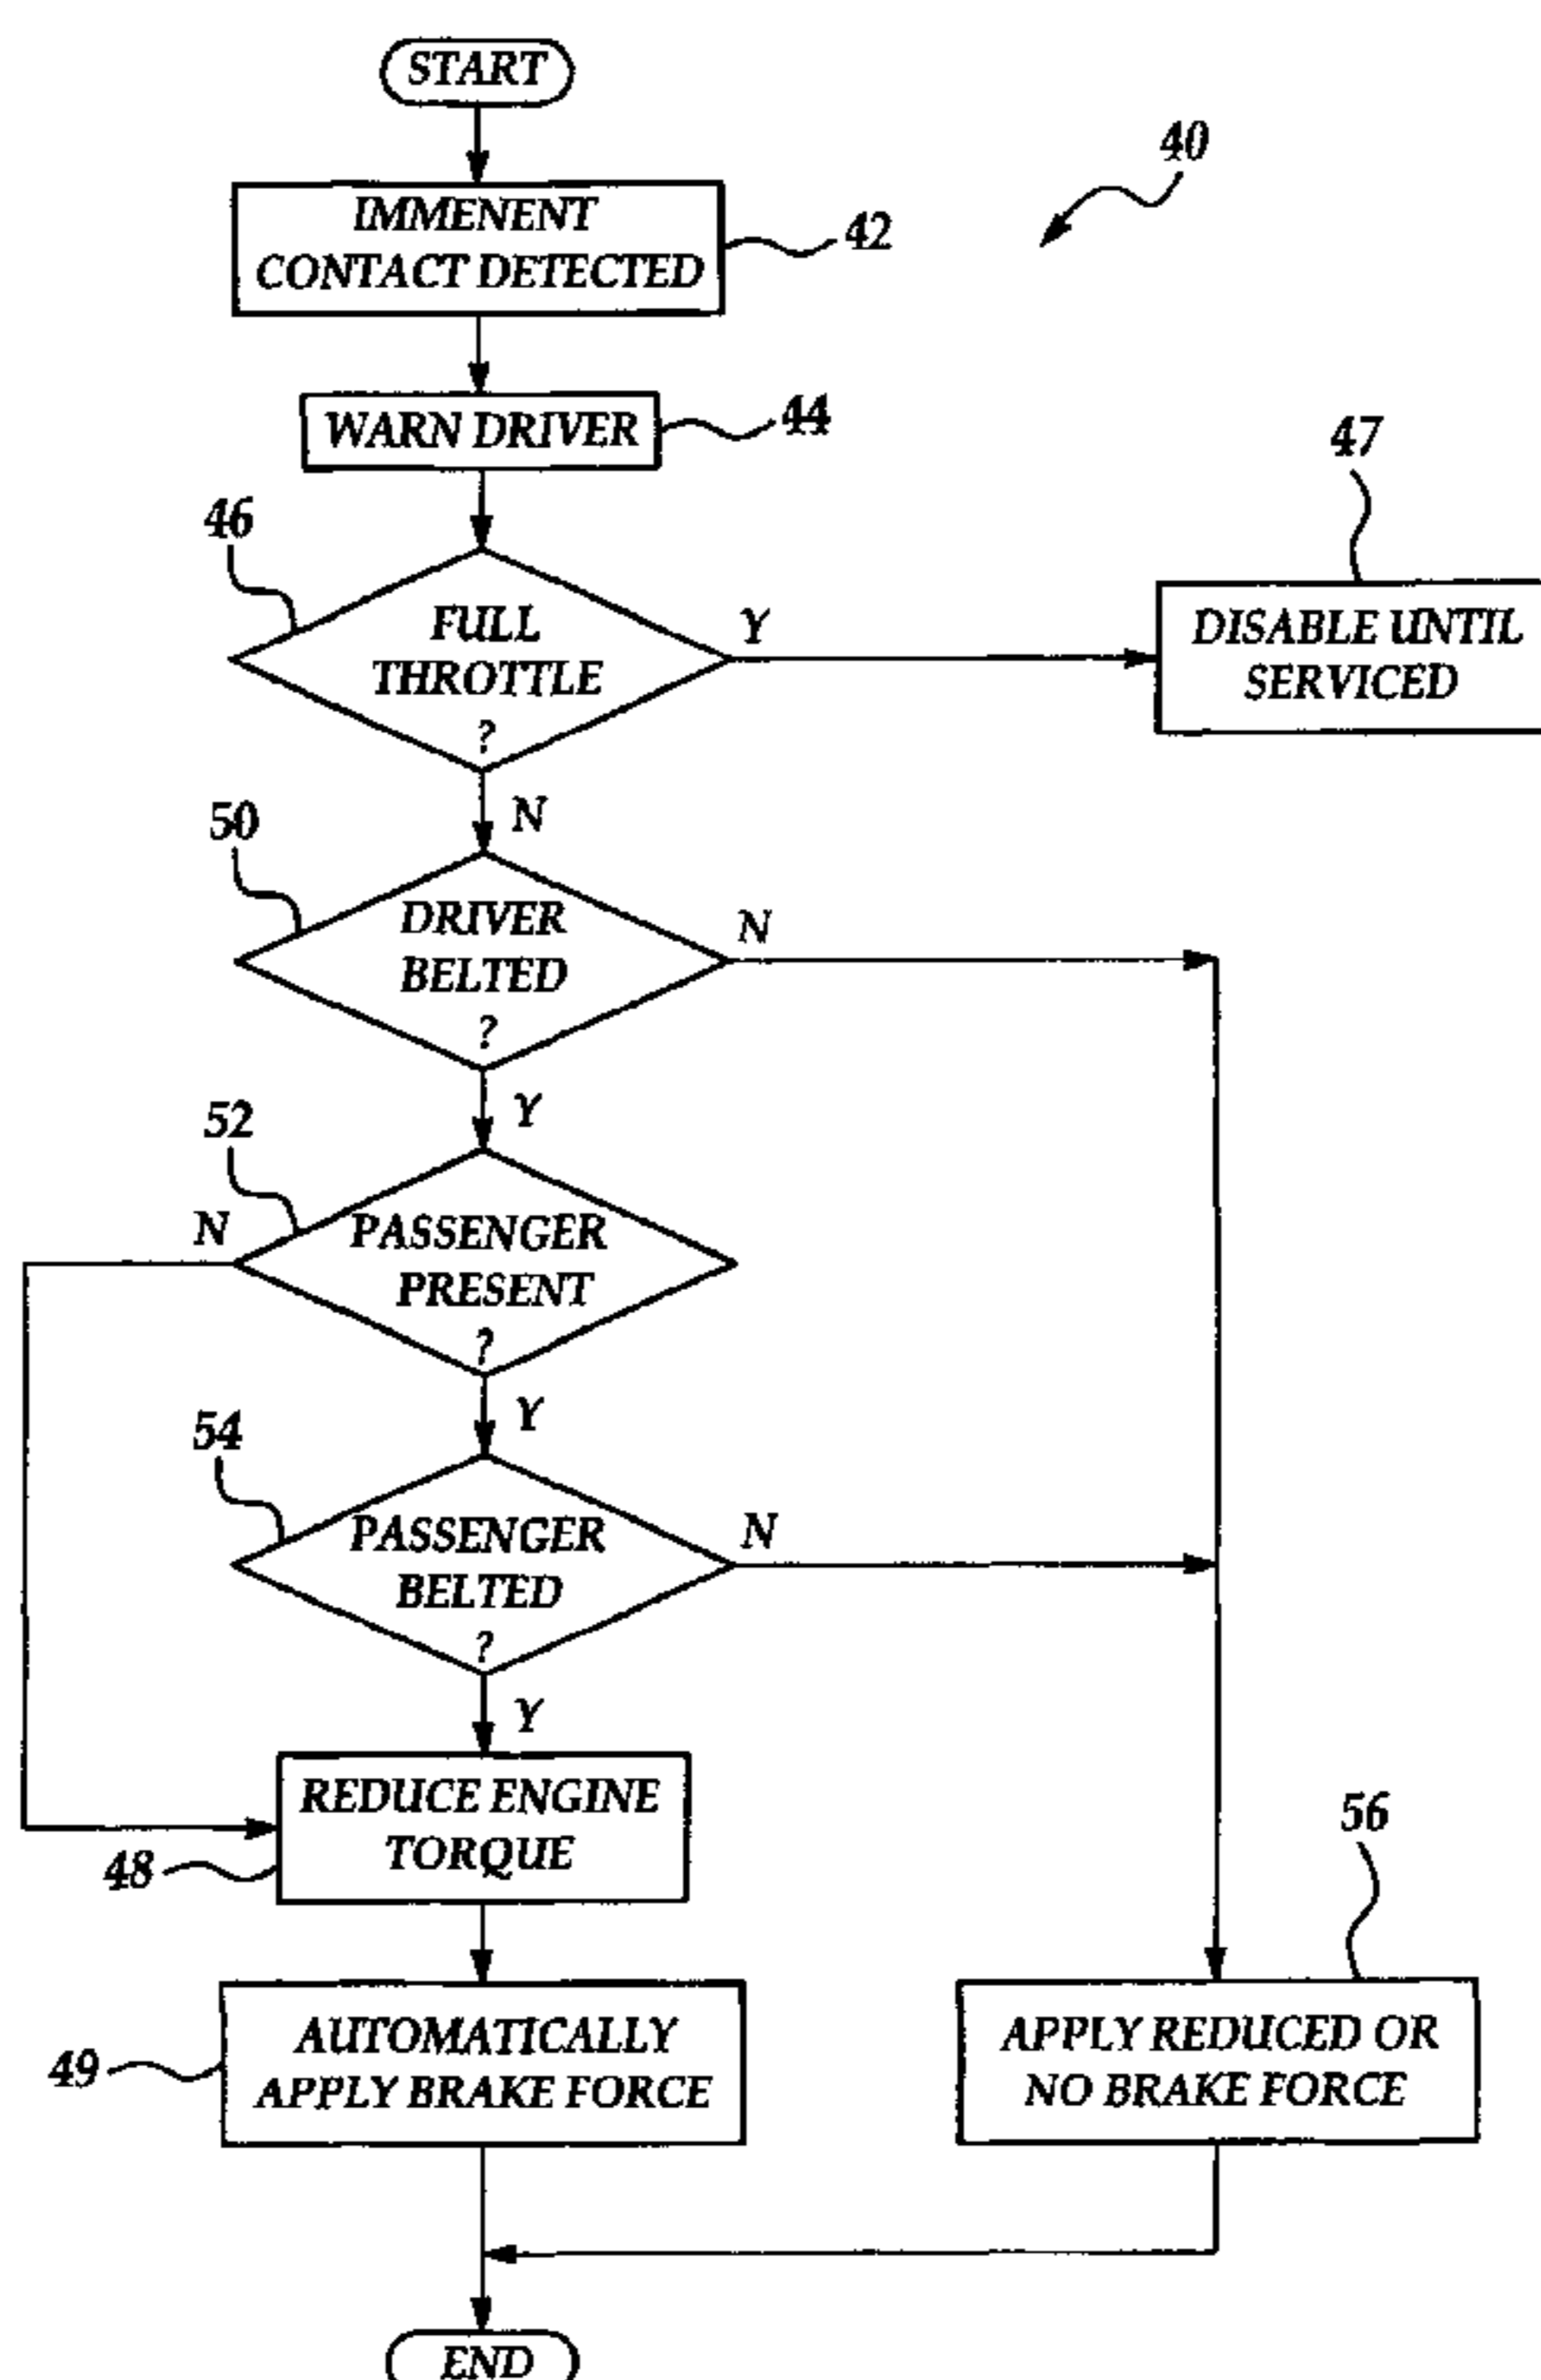 START
40
IMMENENT
CONTACT DETECTED
42
WARN DRIVER
44
47
46
FULL
THROTTLE
?
Y
DISABLE UNTIL
SERVICED
N
50
DRIVER
BELTED
?
N
Y
52
N
PASSENGER
PRESENT
?
Y
54
PASSENGER
BELTED
?
N
Y
REDUCE ENGINE
TORQUE
48
56
AUTOMATICALLY
APPLY BRAKE FORCE
49
APPLY REDUCED OR
NO BRAKE FORCE
END